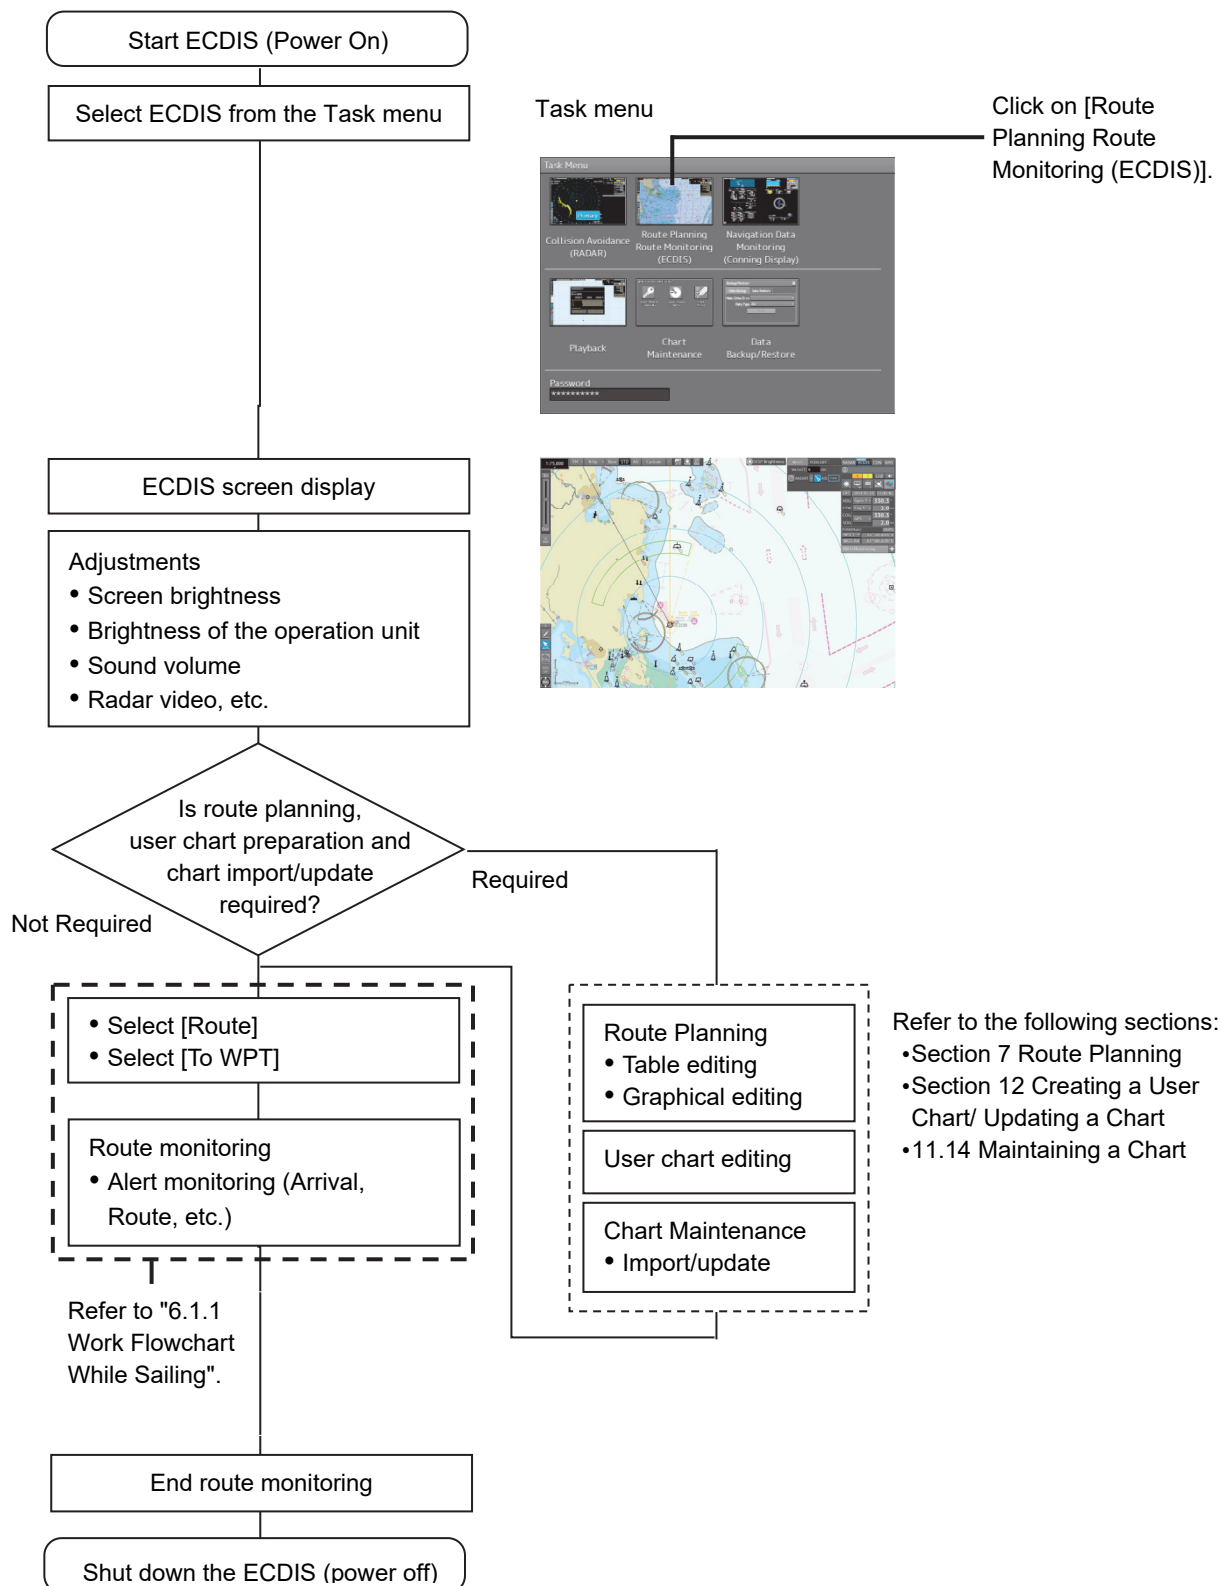 Start ECDIS (Power On)
Select ECDIS from the Task menu
Task menu
Click on [Route
Planning Route
Monitoring (ECDIS)].
Task Menu
Collision Avoidance
(RADAR)
Route Planning
Route Monitoring
(ECDIS)
Navigation Data
Monitoring
(Conning Display)
Playback
Chart
Maintenance
Data
Backup/Restore
Password
**********
ECDIS screen display
1:75,000
Adjustments
• Screen brightness
• Brightness of the operation unit
• Sound volume
• Radar video, etc.
Is route planning,
user chart preparation and
chart import/update
required?
Required
Not Required
• Select [Route]
• Select [To WPT]
Route monitoring
• Alert monitoring (Arrival,
Route, etc.)
Refer to "6.1.1
Work Flowchart
While Sailing".
Route Planning
• Table editing
• Graphical editing
User chart editing
Chart Maintenance
• Import/update
Refer to the following sections:
•Section 7 Route Planning
•Section 12 Creating a User
Chart/ Updating a Chart
•11.14 Maintaining a Chart
End route monitoring
Shut down the ECDIS (power off)